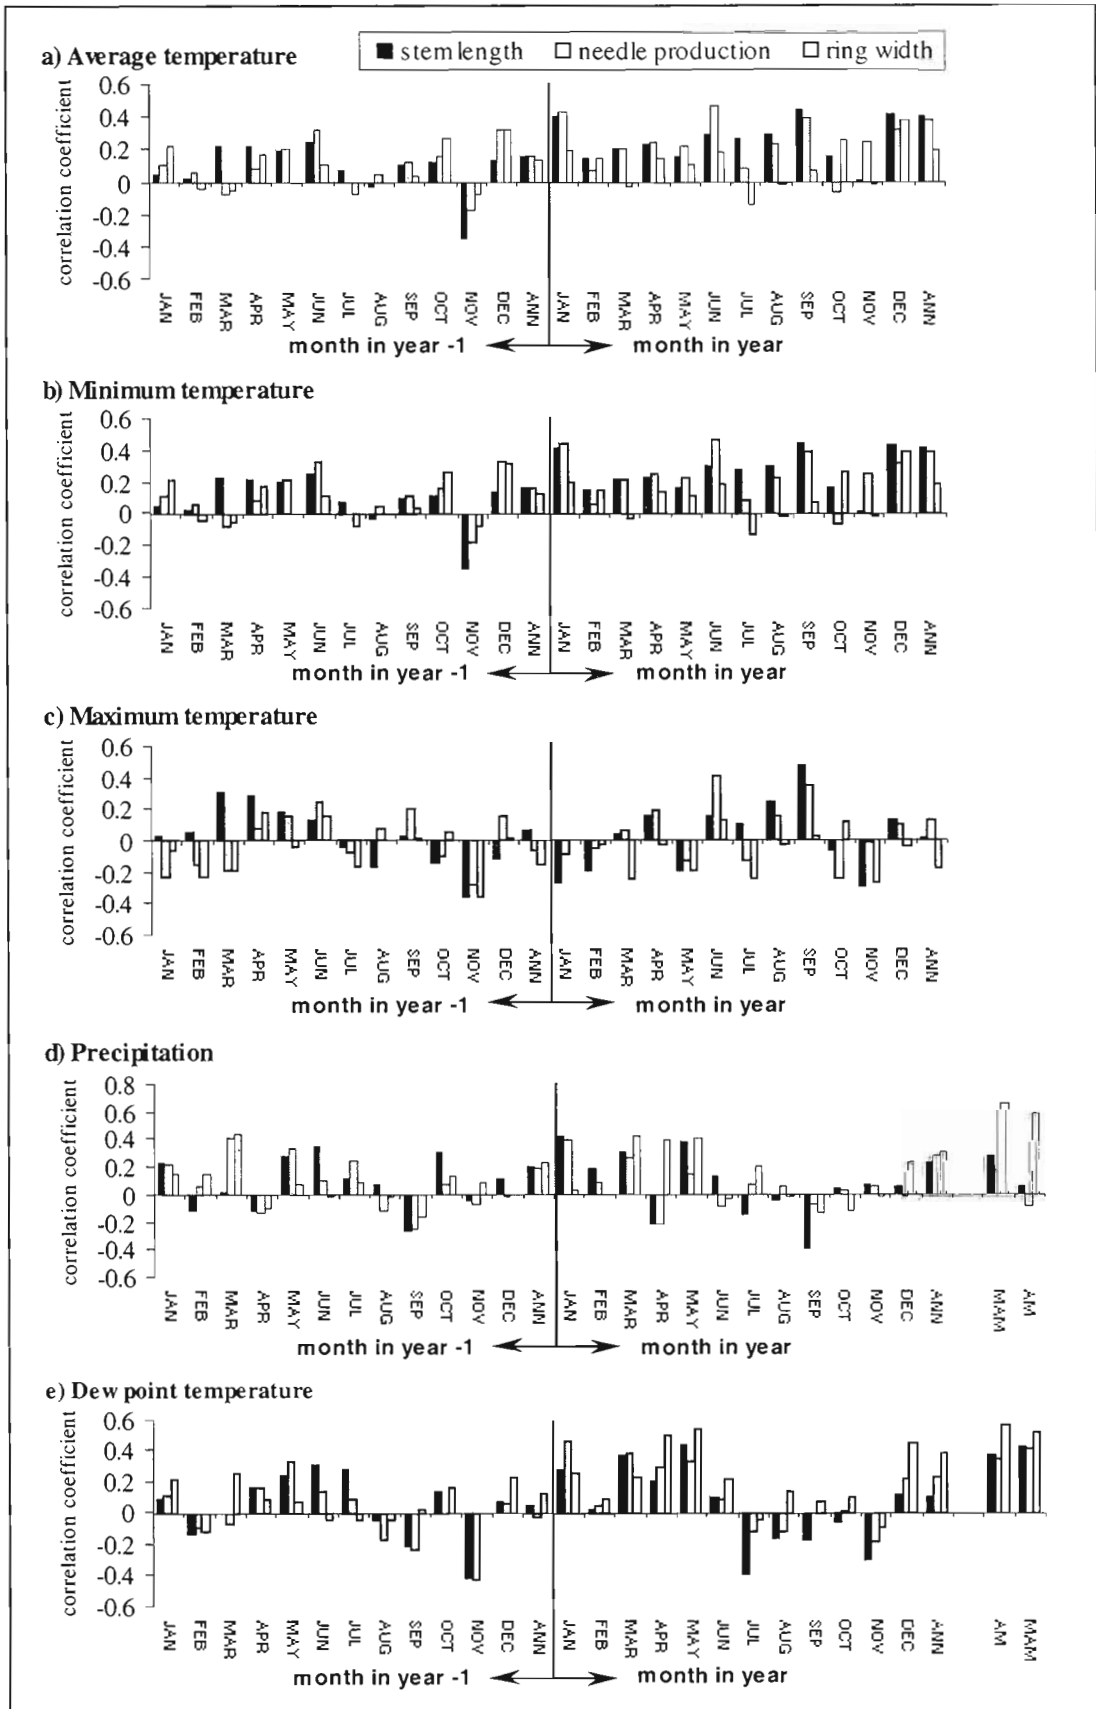 a) Average temperature
stem length needle production ring width
correlation coefficient
0.6
0.4
0.2
0
-0.2
-0.4
-0.6
JAN FEB MAR APR MAY JUN JUL AUG SEP OCT NOV DEC ANN JAN FEB MAR APR MAY JUN JUL AUG SEP OCT NOV DEC ANN
month in year -1 month in year
b) Minimum temperature
correlation coefficient
0.6
0.4
0.2
0
-0.2
-0.4
-0.6
JAN FEB MAR APR MAY JUN JUL AUG SEP OCT NOV DEC ANN JAN FEB MAR APR MAY JUN JUL AUG SEP OCT NOV DEC ANN
month in year -1 month in year
c) Maximum temperature
correlation coefficient
0.6
0.4
0.2
0
-0.2
-0.4
-0.6
JAN FEB MAR APR MAY JUN JUL AUG SEP OCT NOV DEC ANN JAN FEB MAR APR MAY JUN JUL AUG SEP OCT NOV DEC ANN
month in year -1 month in year
d) Precipitation
correlation coefficient
0.8
0.6
0.4
0.2
0
-0.2
-0.4
-0.6
JAN FEB MAR APR MAY JUN JUL AUG SEP OCT NOV DEC ANN JAN FEB MAR APR MAY JUN JUL AUG SEP OCT NOV DEC ANN MAM AM
month in year -1 month in year
e) Dew point temperature
correlation coefficient
0.6
0.4
0.2
0
-0.2
-0.4
-0.6
JAN FEB MAR APR MAY JUN JUL AUG SEP OCT NOV DEC ANN JAN FEB MAR APR MAY JUN JUL AUG SEP OCT NOV DEC ANN AM MAM
month in year -1 month in year